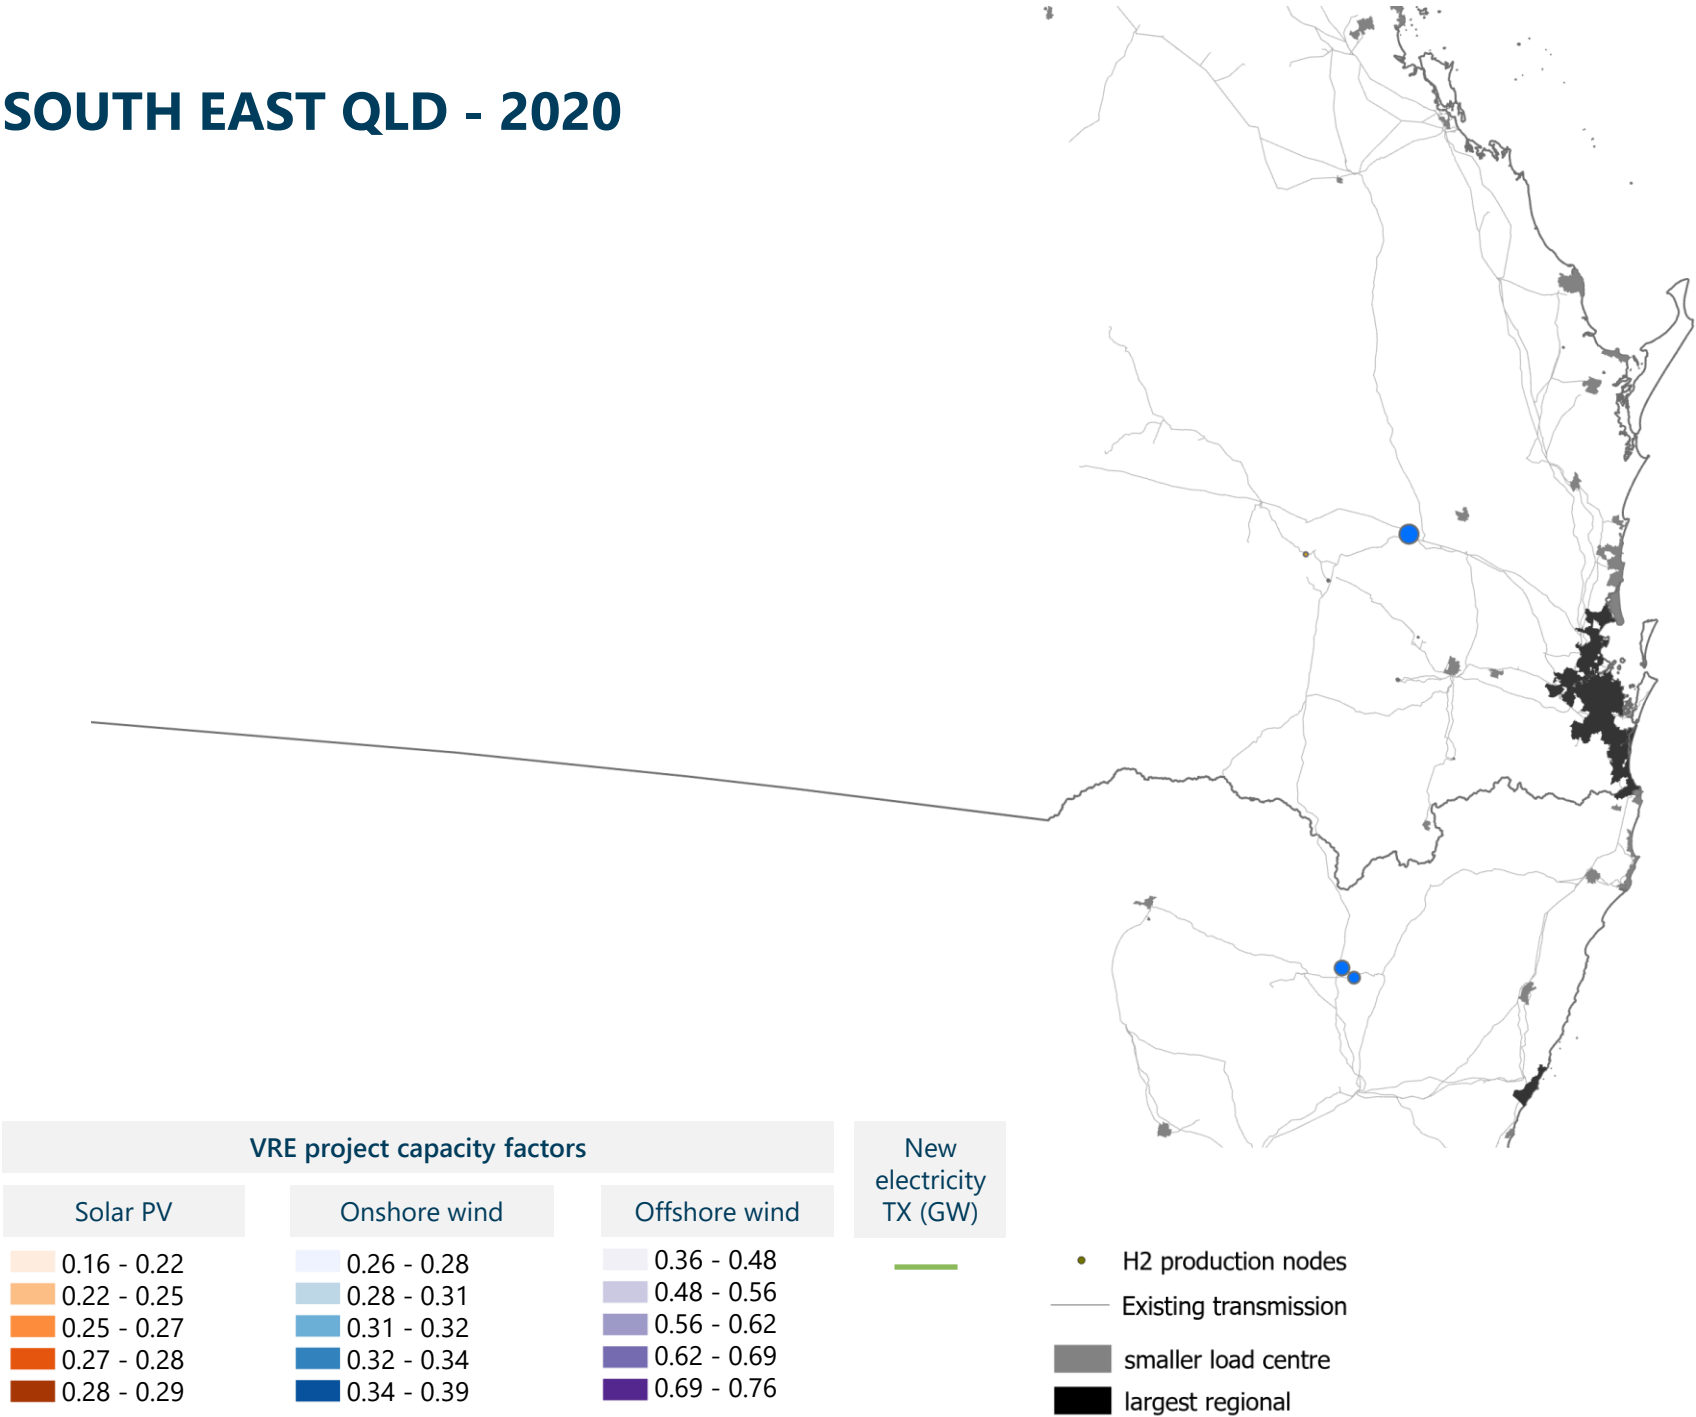 SOUTH EAST QLD - 2020
VRE project capacity factors
Solar PV
0.16 - 0.22
0.22 - 0.25
0.25 - 0.27
0.27 - 0.28
0.28 - 0.29
Onshore wind
0.26 - 0.28
0.28 - 0.31
0.31 - 0.32
0.32 - 0.34
0.34 - 0.39
Offshore wind
0.36 - 0.48
0.48 - 0.56
0.56 - 0.62
0.62 - 0.69
0.69 - 0.76
New
electricity
TX (GW)
H2 production nodes
Existing transmission
smaller load centre
largest regional